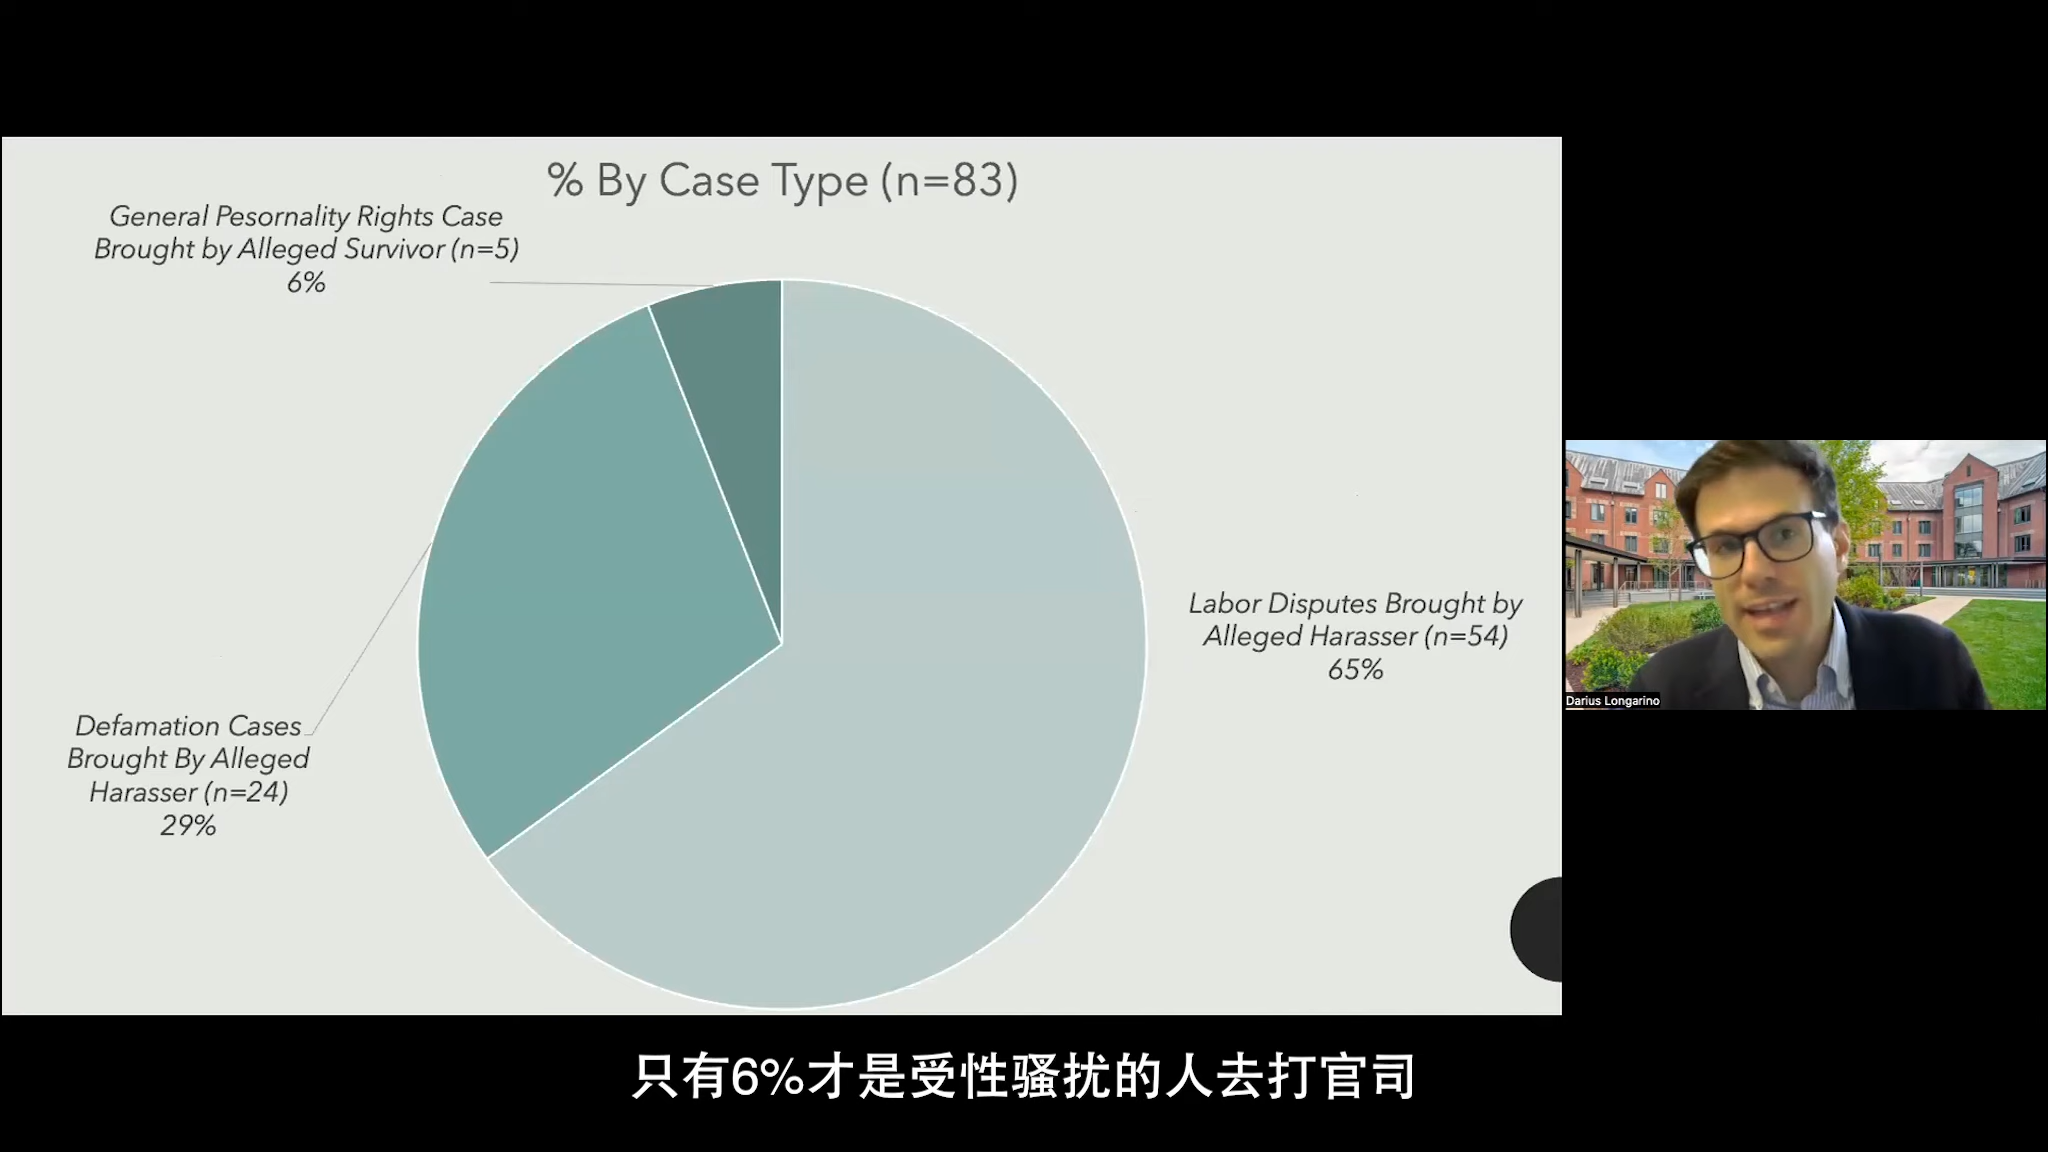 % By Case Type (n=83)
General Pesornality Rights Case
Brought by Alleged Survivor (n=5)
6%
Labor Disputes Brought by
Alleged Harasser (n=54)
65%
Defamation Cases
Brought By Alleged
Harasser (n=24)
29%
Darius Longarino
只有6%才是受性骚扰的人去打官司